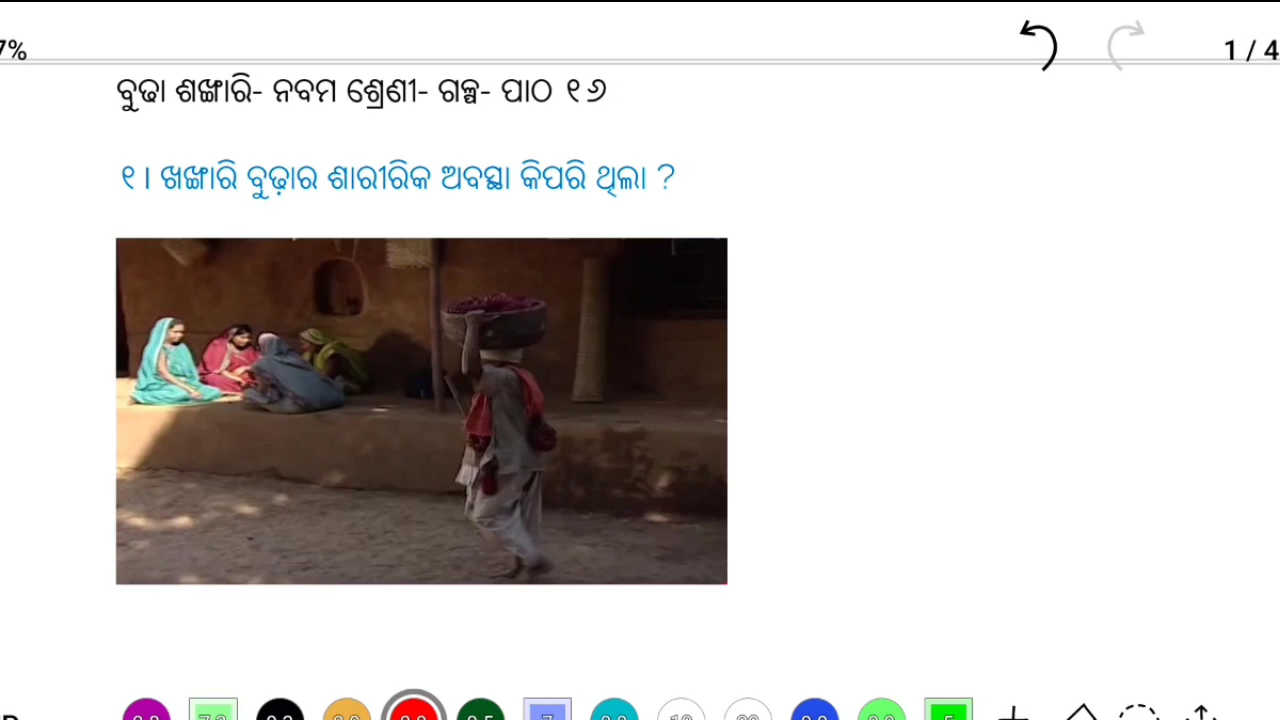 7%
1 / 4
ବୁଢା ଶଙ୍ଖାରି- ନବମ ଶ୍ରେଣୀ- ଗଳ୍ପ- ପାଠ ୧୬
୧। ଖଙ୍ଖାରି ବୁଢ଼ାର ଶାରୀରିକ ଅବସ୍ଥା କିପରି ଥିଲା ?